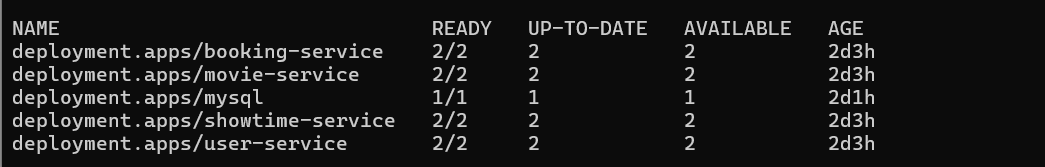 NAME READY UP-TO-DATE AVAILABLE AGE
deployment.apps/booking-service 2/2 2 2 2d3h
deployment.apps/movie-service 2/2 2 2 2d3h
deployment.apps/mysql 1/1 1 1 2d1h
deployment.apps/showtime-service 2/2 2 2 2d3h
deployment.apps/user-service 2/2 2 2 2d3h